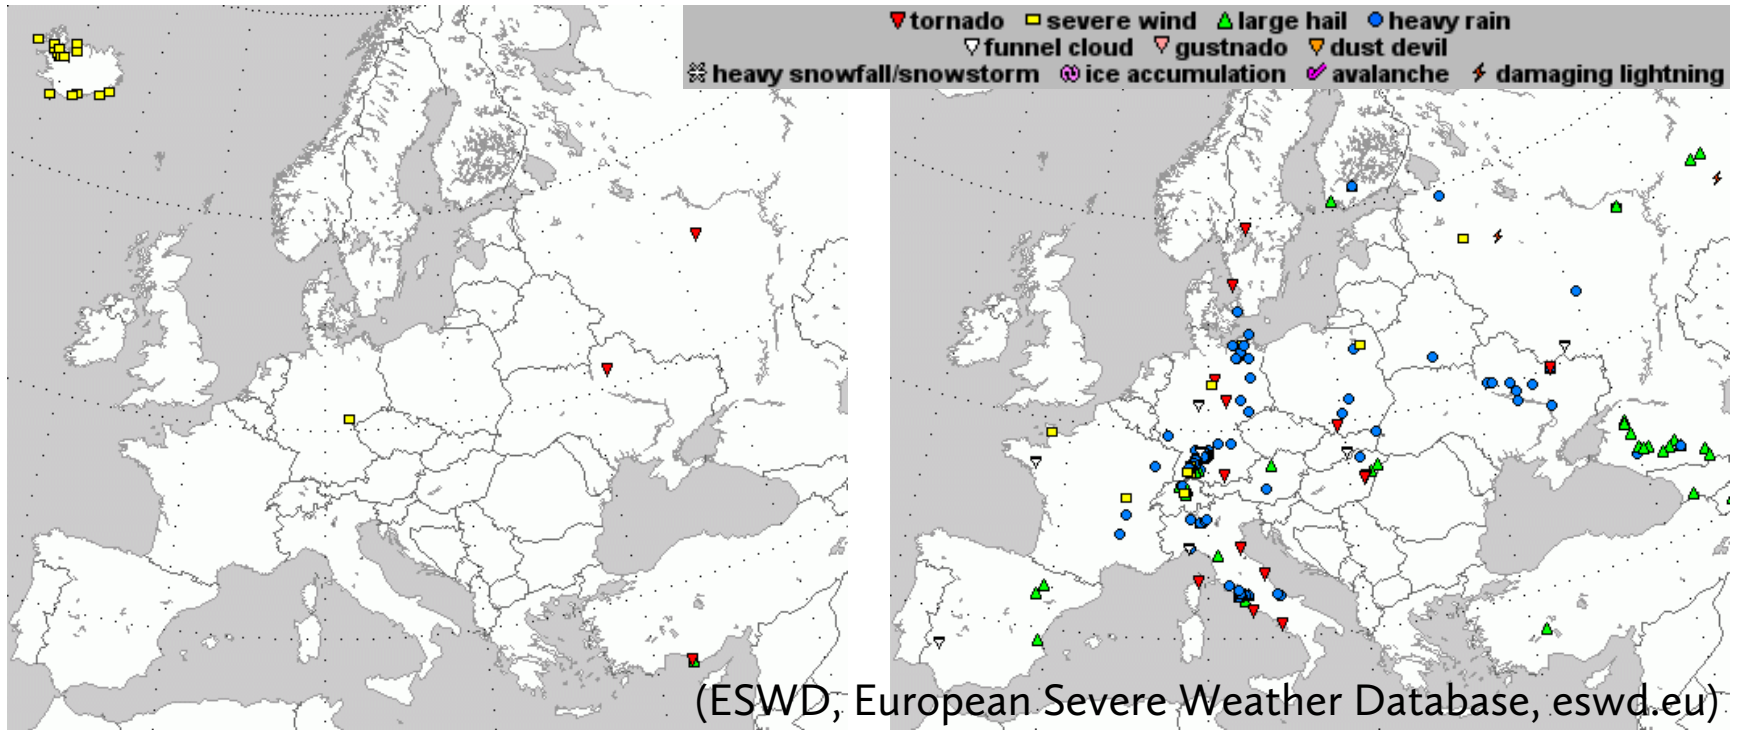 tornado severe wind large hail heavy rain
funnel cloud gustnado dust devil
heavy snowfall/snowstorm ice accumulation avalanche damaging lightning
(ESWD, European Severe Weather Database, eswd.eu)